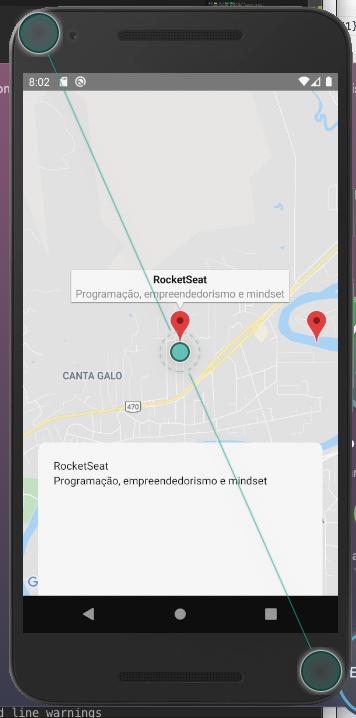 8:02
RocketSeat
Programação, empreendedorismo e mindset
CANTA GALO
470
RocketSeat
Programação, empreendedorismo e mindset
G
d line warnings